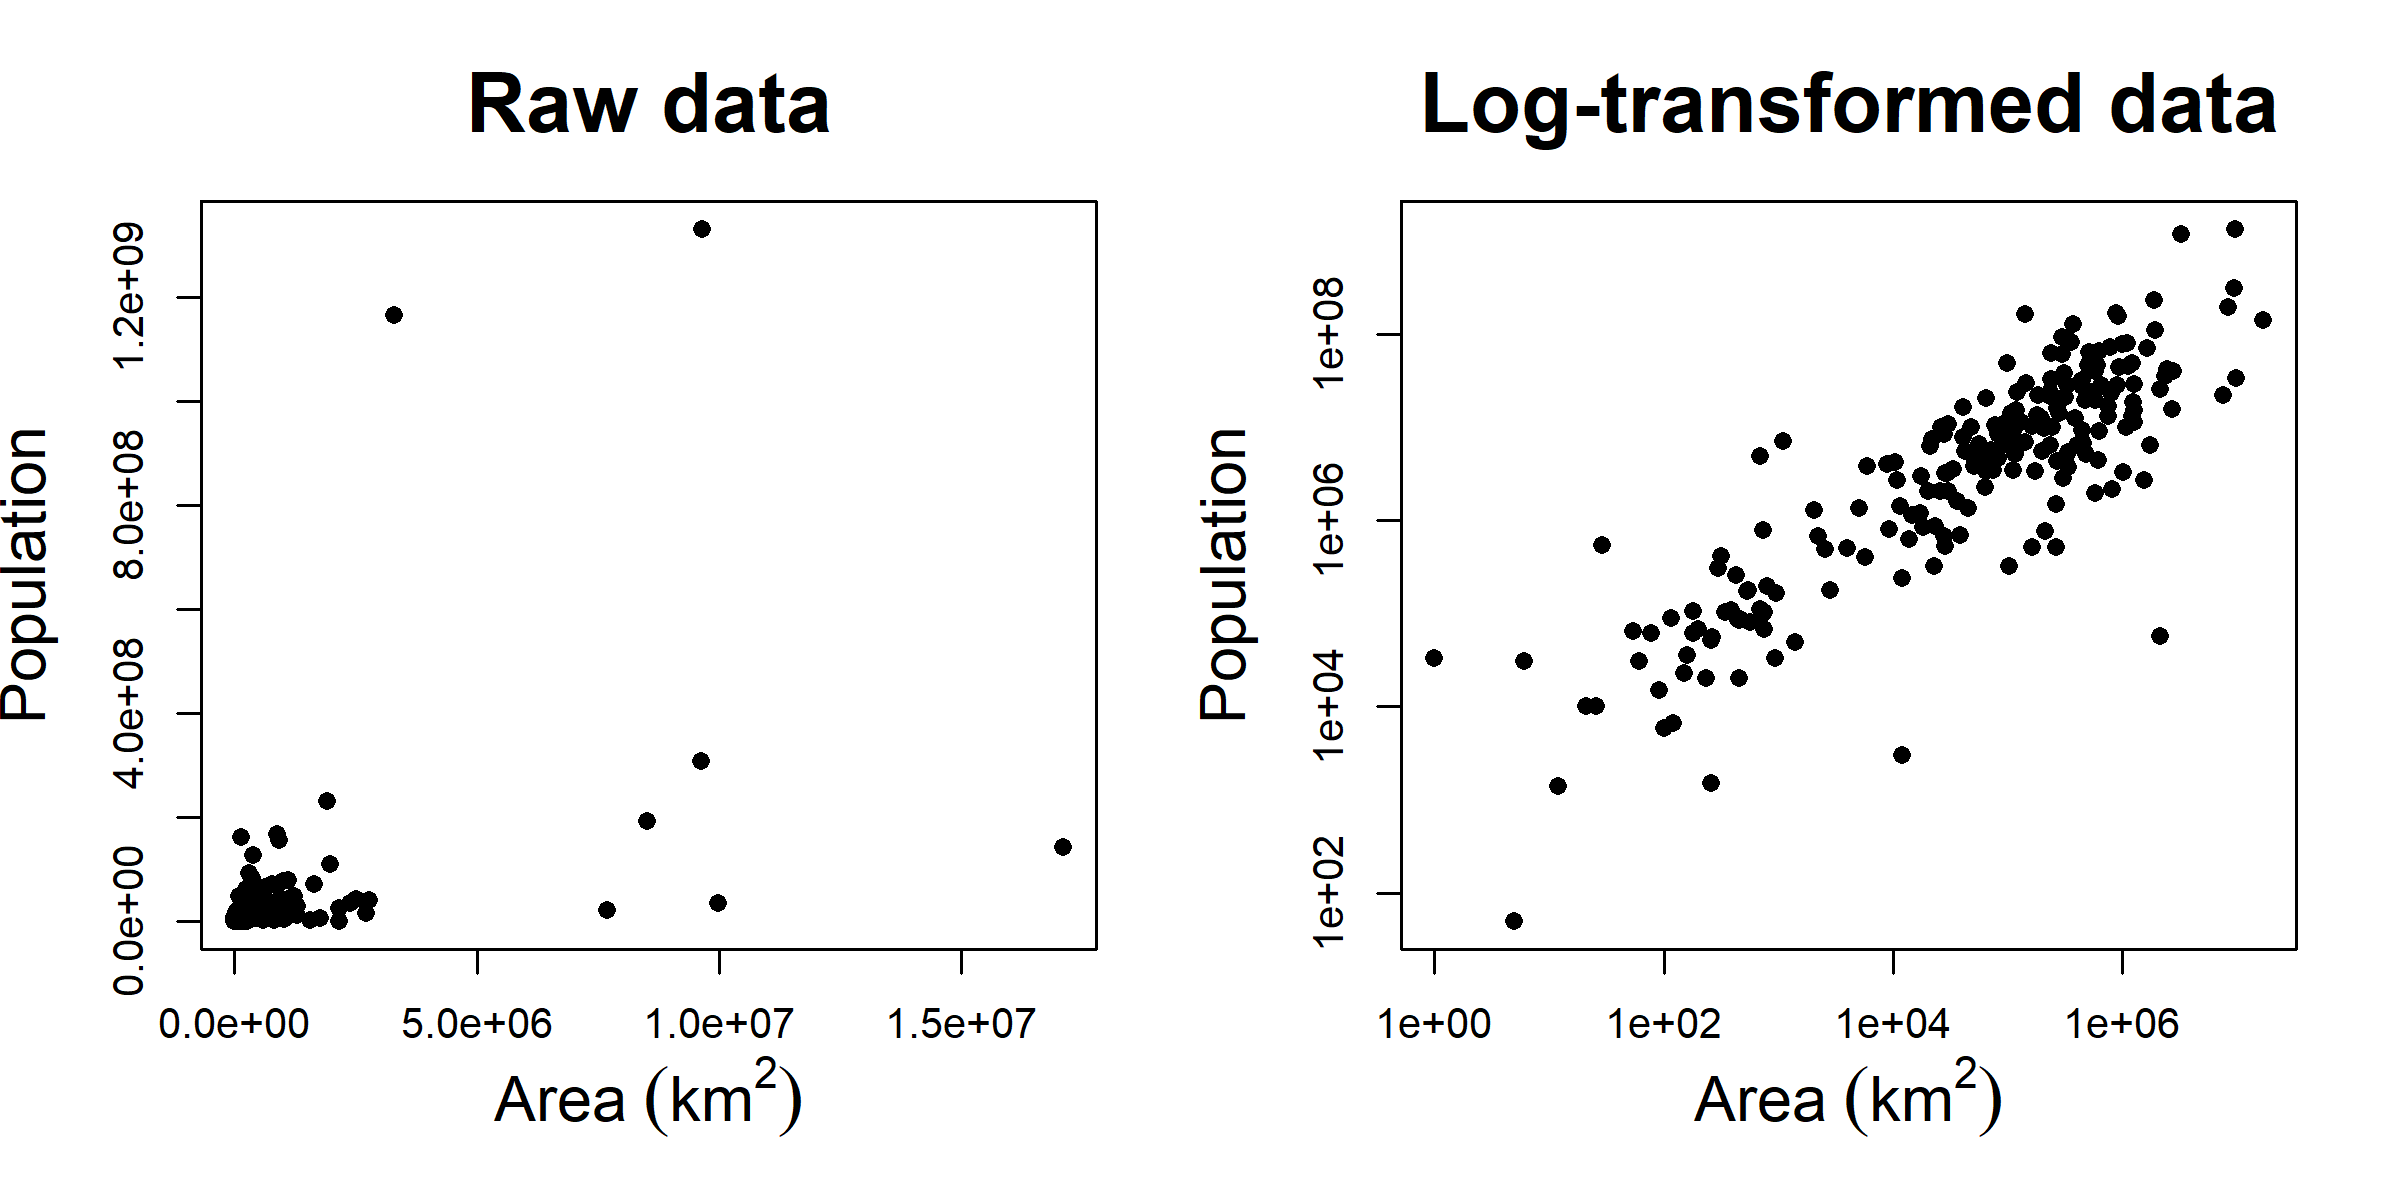 Raw data
Population
1.2e+09
8.0e+08
4.0e+08
0.0e+00
0.0e+00 5.0e+06 1.0e+07 1.5e+07
Area (km²)
Log-transformed data
Population
1e+08
1e+06
1e+04
1e+02
1e+00 1e+02 1e+04 1e+06
Area (km²)